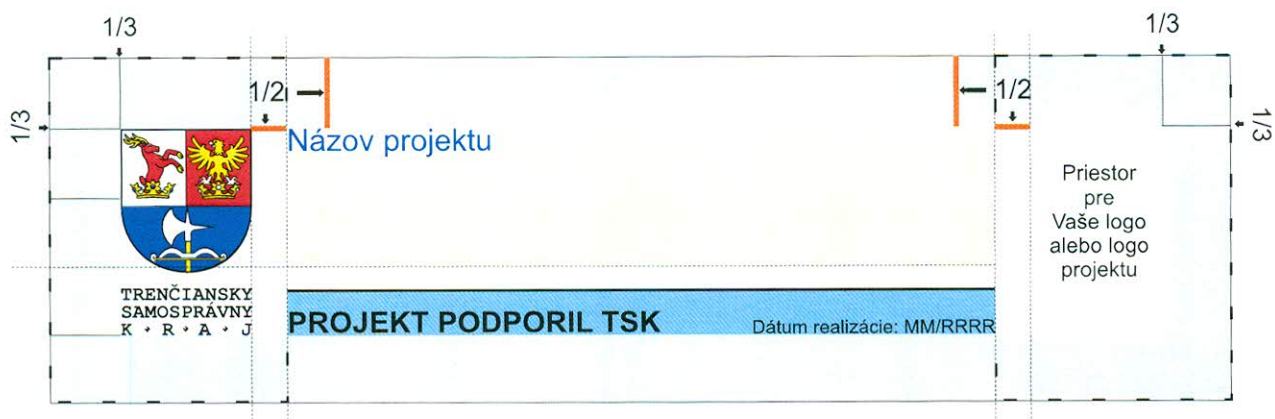 1/3
1/3
1/2
1/2
1/3
1/3
Názov projektu
Priestor
pre
Vaše logo
alebo logo
projektu
TRENČIANSKY
SAMOSPRÁVNY
K · R · A · J
PROJEKT PODPORIL TSK
Dátum realizácie: MM/RRRR